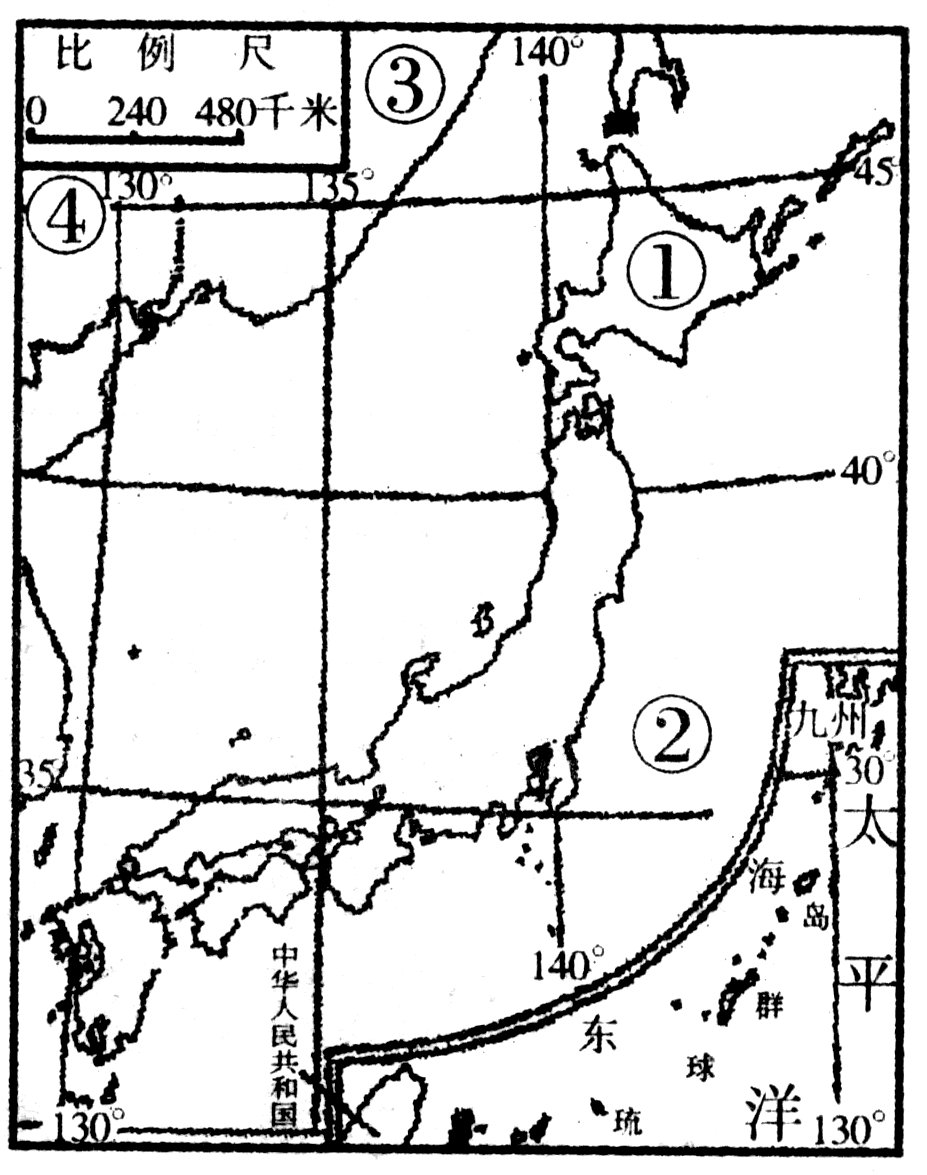 比例尺
0 240 480千米
③
140°
④
130°
135°
45°
①
40°
②
九州
35°
30°
太
平
洋
海
东
岛
群
球
琉
中华人民共和国
140°
130°
130°